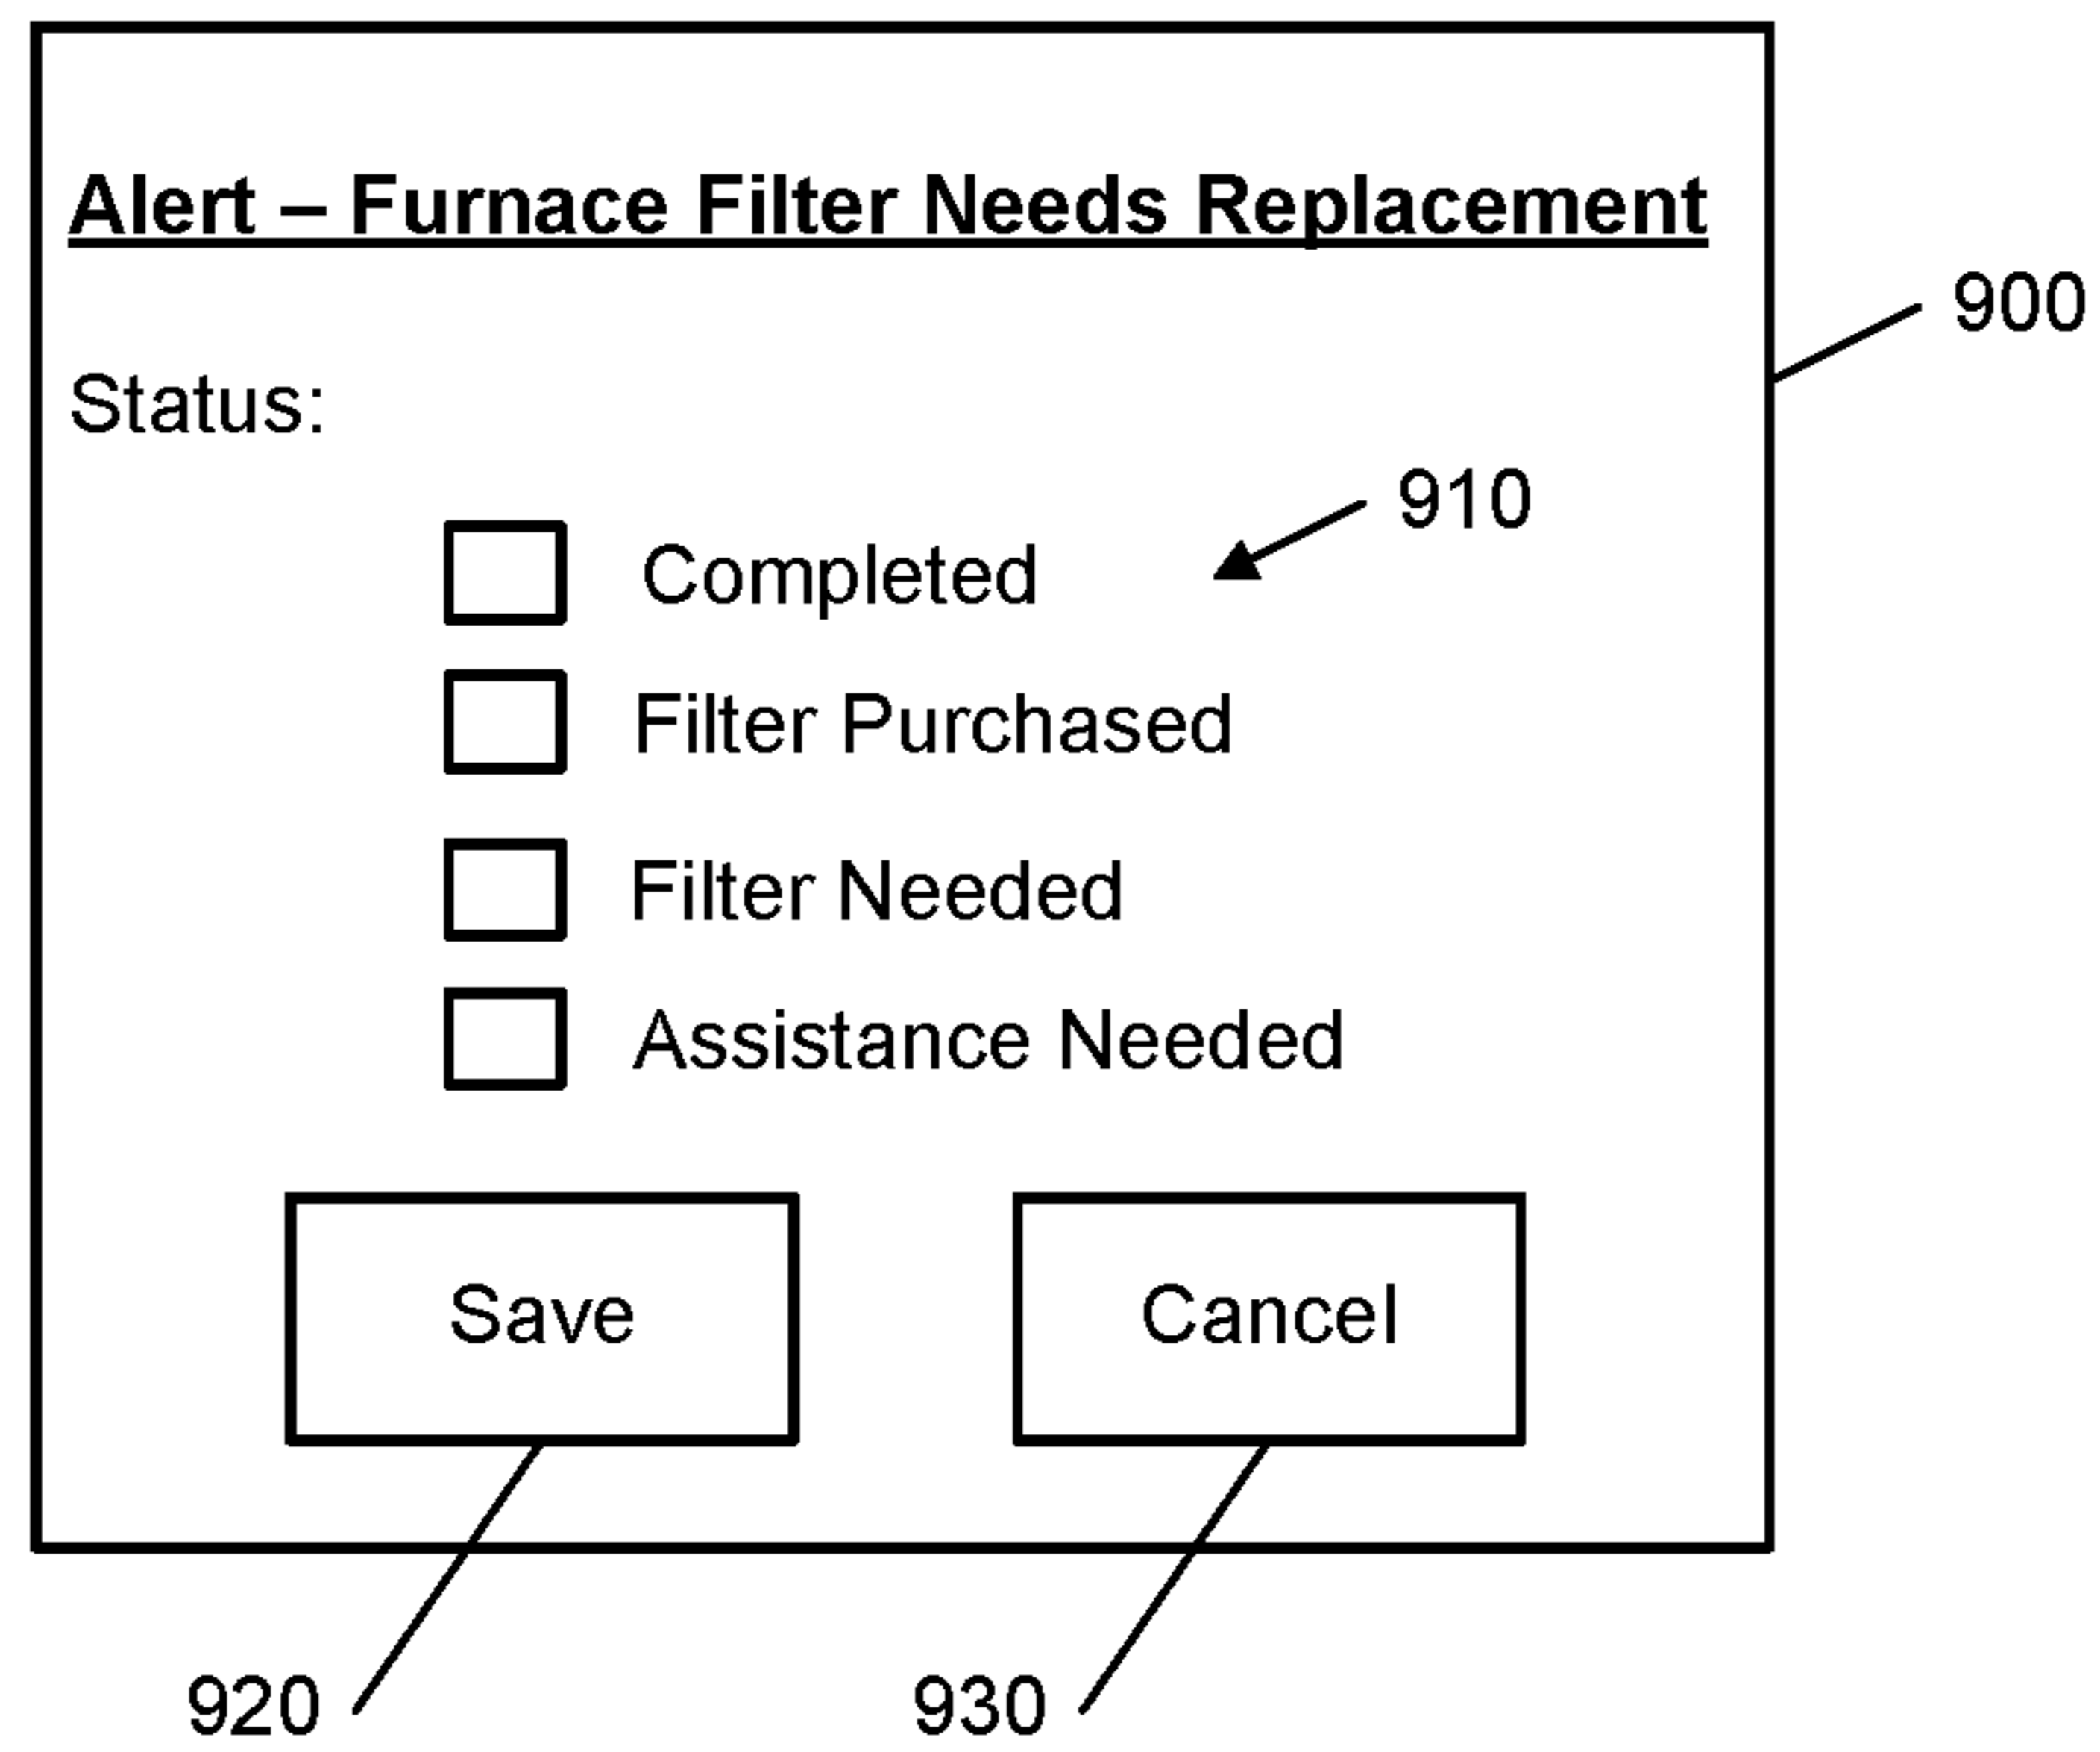 Alert – Furnace Filter Needs Replacement
900
Status:
910
Completed
Filter Purchased
Filter Needed
Assistance Needed
Save
Cancel
920
930